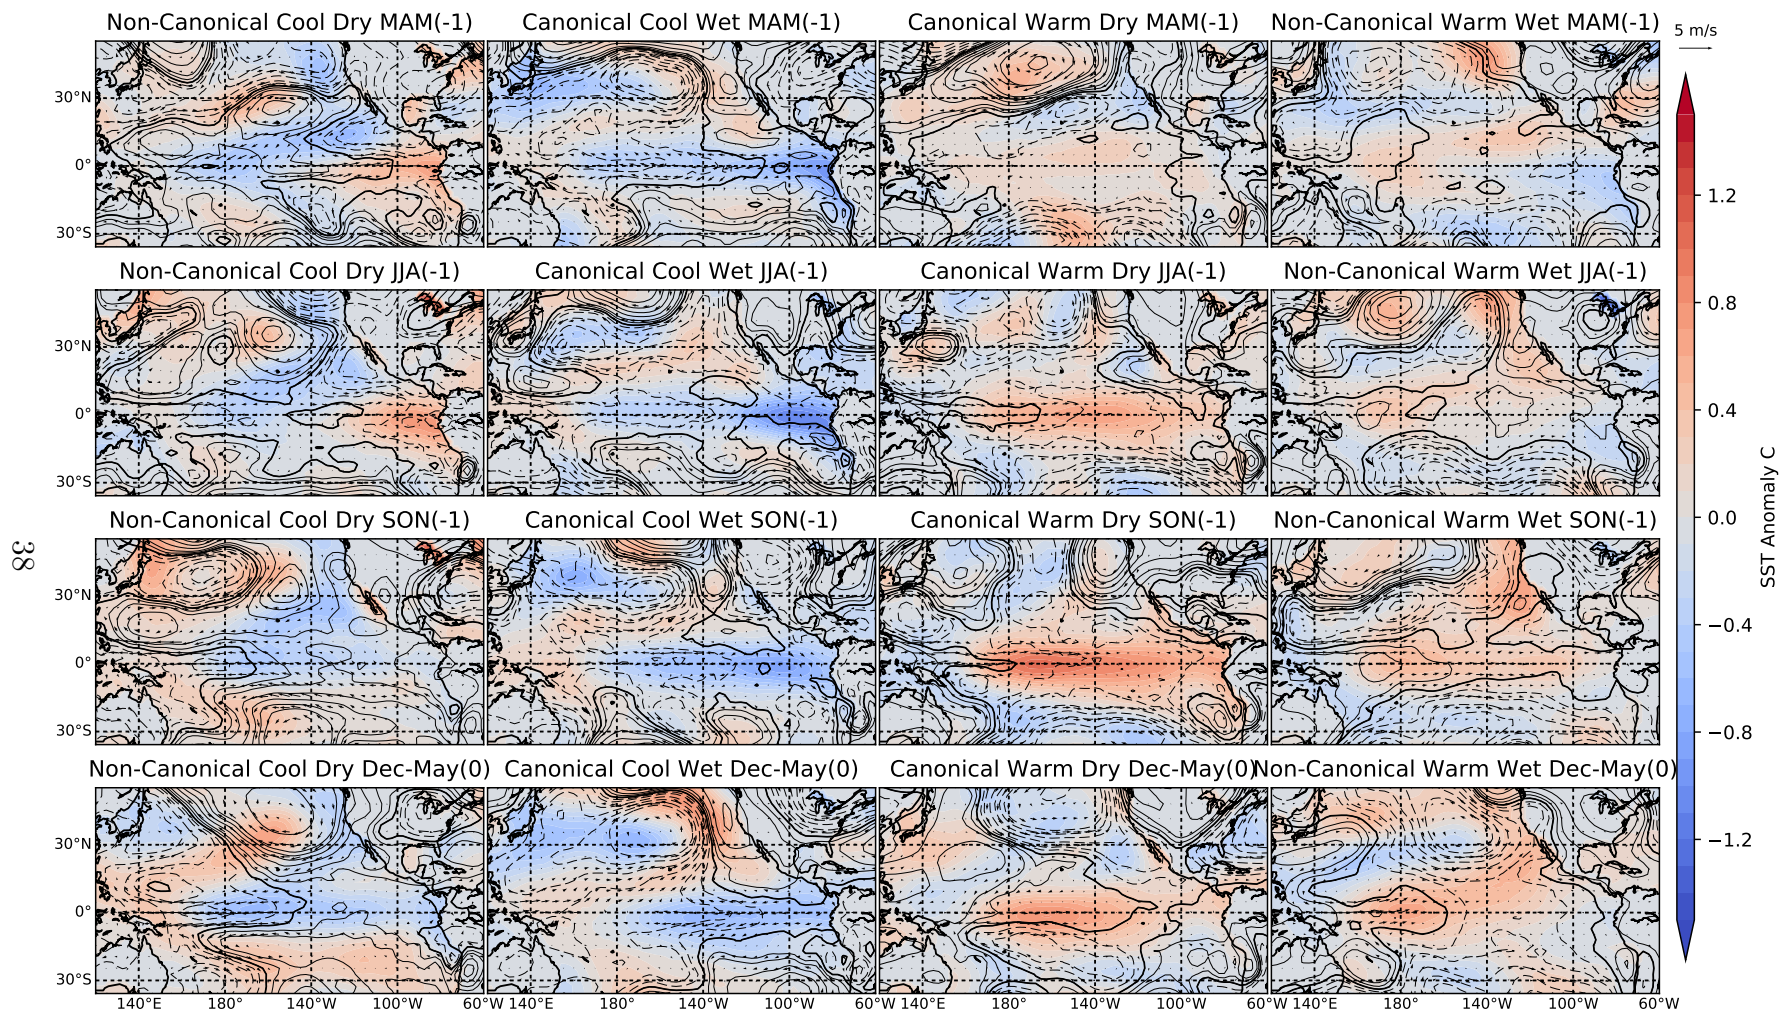 Non-Canonical Cool Dry MAM(-1) Canonical Cool Wet MAM(-1) Canonical Warm Dry MAM(-1) Non-Canonical Warm Wet MAM(-1)
5 m/s
30°N
0°
30°S
Non-Canonical Cool Dry JJA(-1) Canonical Cool Wet JJA(-1) Canonical Warm Dry JJA(-1) Non-Canonical Warm Wet JJA(-1)
30°N
0°
30°S
Non-Canonical Cool Dry SON(-1) Canonical Cool Wet SON(-1) Canonical Warm Dry SON(-1) Non-Canonical Warm Wet SON(-1)
30°N
0°
30°S
Non-Canonical Cool Dry Dec-May(0) Canonical Cool Wet Dec-May(0) Canonical Warm Dry Dec-May(0) Non-Canonical Warm Wet Dec-May(0)
30°N
0°
30°S
140°E 180° 140°W 100°W 60°W 140°E 180° 140°W 100°W 60°W 140°E 180° 140°W 100°W 60°W 140°E 180° 140°W 100°W 60°W
1.2
0.8
0.4
0.0
−0.4
−0.8
−1.2
SST Anomaly C
38